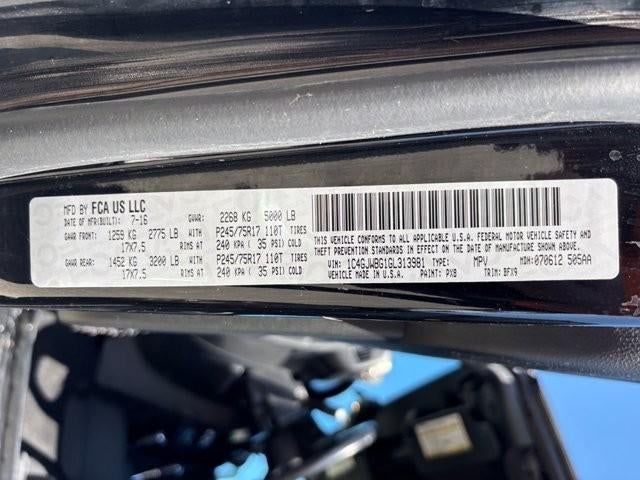 MFD BY FCA US LLC
DATE OF MFR(BUILT): 7-16 GVWR: 2268 KG 5000 LB
GAWR FRONT: 1259 KG 2775 LB WITH P245/75R17 110T TIRES
17X7.5 RIMS AT 240 KPA ( 35 PSI) COLD
GAWR REAR: 1452 KG 3200 LB WITH P245/75R17 110T TIRES
17X7.5 RIMS AT 240 KPA ( 35 PSI) COLD
THIS VEHICLE CONFORMS TO ALL APPLICABLE U.S.A. FEDERAL MOTOR VEHICLE SAFETY
AND THEFT PREVENTION STANDARDS IN EFFECT ON THE DATE OF MANUFACTURE SHOWN ABOVE.
VIN: 1C4GJWBG1GL313981 TYPE: MPV MDH: 070612 505AA
VEHICLE MADE IN U.S.A. PAINT: PX8 TRIM: BFX9